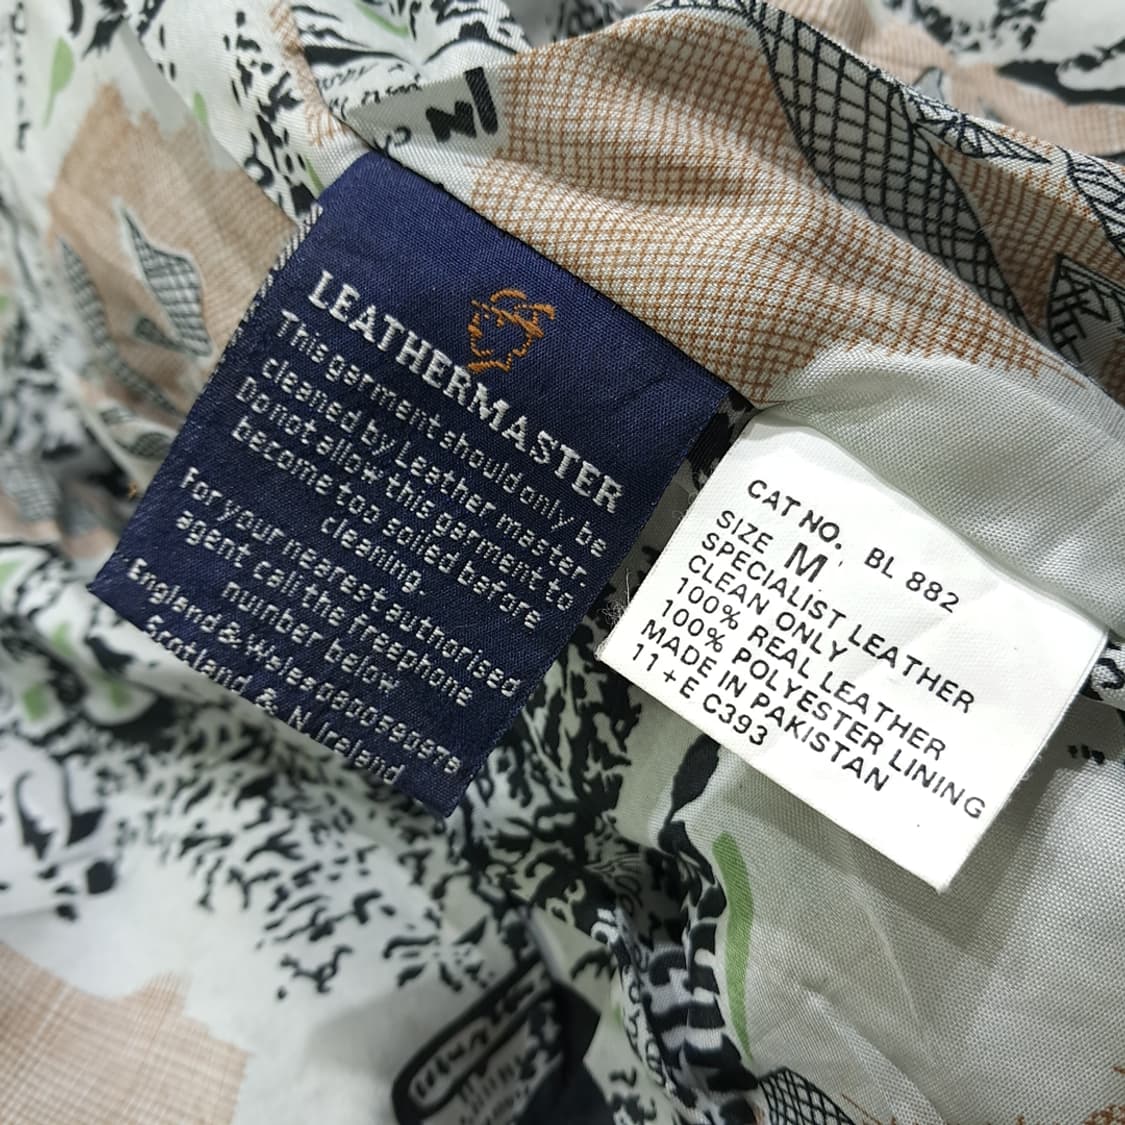 LEATHERMASTER
This garment should only be
cleaned by Leather master.
Do not allow this garment to
become too soiled before
cleaning.
For your nearest authorised
agent call the freephone
number below
England & Wales
Scotland & N. Ireland
CAT NO. BL 882
SIZE M
SPECIALIST LEATHER
CLEAN ONLY
100% REAL LEATHER
100% POLYESTER LINING
MADE IN PAKISTAN
11+E C393